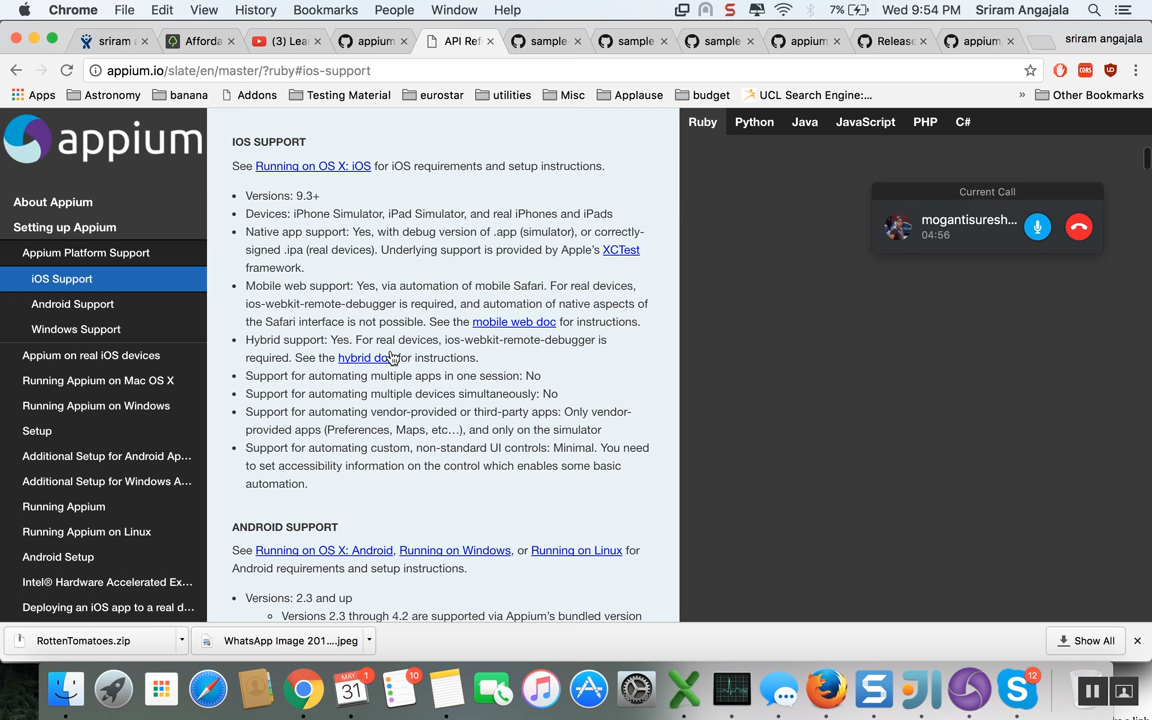 Chrome File Edit View History Bookmarks People Window Help 7% Wed 9:54 PM Sriram Angajala
sriram a Afforda (1) Lea appium API Ref sample- sample sample appium Release appium sriram angajala
appium.io/slate/en/master/?ruby#ios-support
Apps Astronomy banana Addons Testing Material eurostar utilities Misc Applause budget UCL Search Engine:... » Other Bookmarks
appium
About Appium
Setting up Appium
Appium Platform Support
iOS Support
Android Support
Windows Support
Appium on real iOS devices
Running Appium on Mac OS X
Running Appium on Windows
Setup
Additional Setup for Android Ap...
Additional Setup for Windows A...
Running Appium
Running Appium on Linux
Android Setup
Intel® Hardware Accelerated Ex...
Deploying an iOS app to a real d...
IOS SUPPORT
See Running on OS X: iOS for iOS requirements and setup instructions.
• Versions: 9.3+
• Devices: iPhone Simulator, iPad Simulator, and real iPhones and iPads
• Native app support: Yes, with debug version of .app (simulator), or correctly-
signed .ipa (real devices). Underlying support is provided by Apple's XCTest
framework.
• Mobile web support: Yes, via automation of mobile Safari. For real devices,
ios-webkit-remote-debugger is required, and automation of native aspects of
the Safari interface is not possible. See the mobile web doc for instructions.
• Hybrid support: Yes. For real devices, ios-webkit-remote-debugger is
required. See the hybrid doc for instructions.
• Support for automating multiple apps in one session: No
• Support for automating multiple devices simultaneously: No
• Support for automating vendor-provided or third-party apps: Only vendor-
provided apps (Preferences, Maps, etc…), and only on the simulator
• Support for automating custom, non-standard UI controls: Minimal. You need
to set accessibility information on the control which enables some basic
automation.
ANDROID SUPPORT
See Running on OS X: Android, Running on Windows, or Running on Linux for
Android requirements and setup instructions.
• Versions: 2.3 and up
◦ Versions 2.3 through 4.2 are supported via Appium's bundled version
Ruby Python Java JavaScript PHP C#
Current Call
mogantisuresh...
04:56
RottenTomatoes.zip WhatsApp Image 201....jpeg Show All
MAY 31 1 10 12